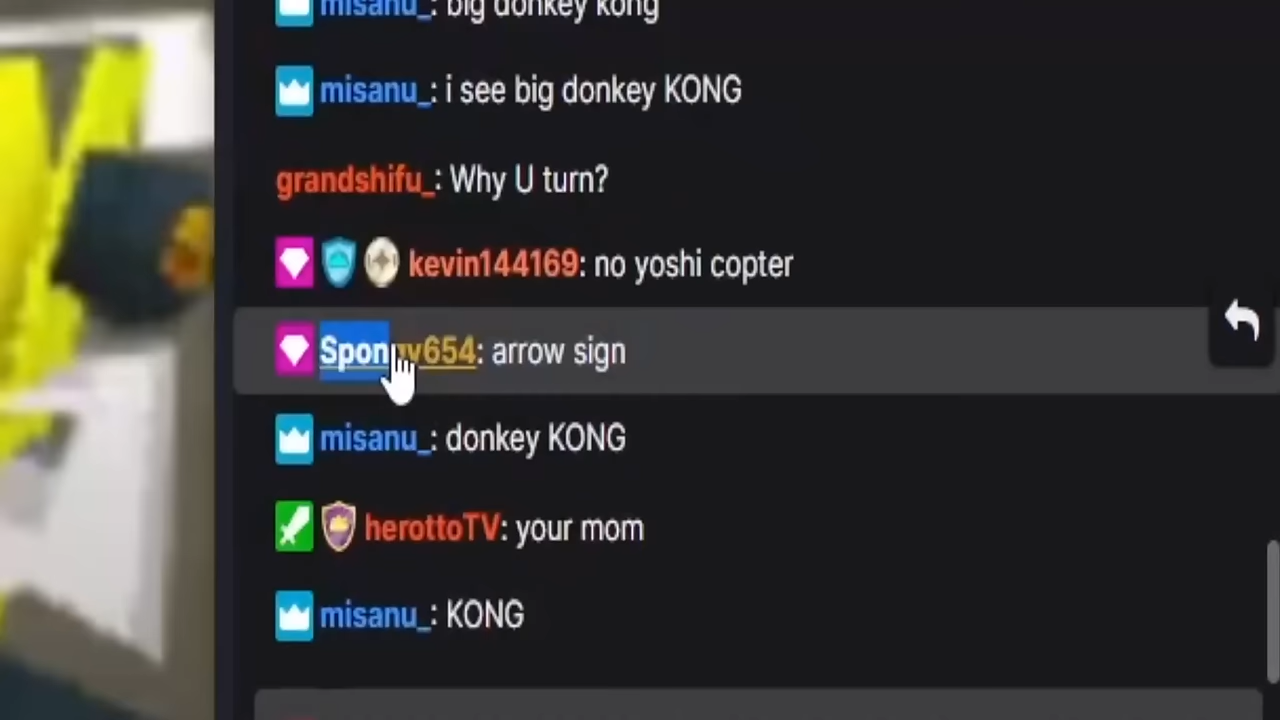 misanu_: big donkey kong
misanu_: i see big donkey KONG
grandshifu_: Why U turn?
kevin144169: no yoshi copter
Spongy654: arrow sign
misanu_: donkey KONG
herottoTV: your mom
misanu_: KONG